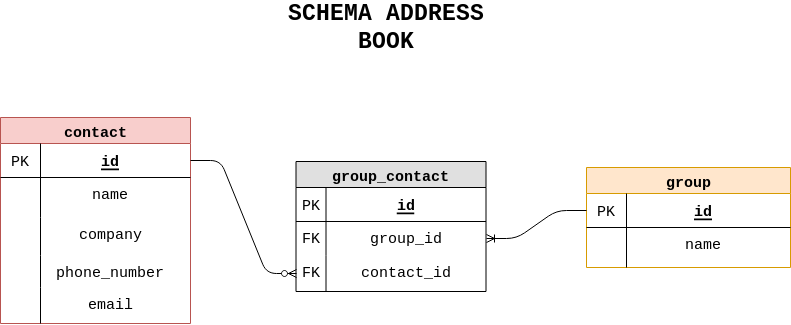 SCHEMA ADDRESS
BOOK
contact
PK id
name
company
phone_number
email
group_contact
PK id
FK group_id
FK contact_id
group
PK id
name